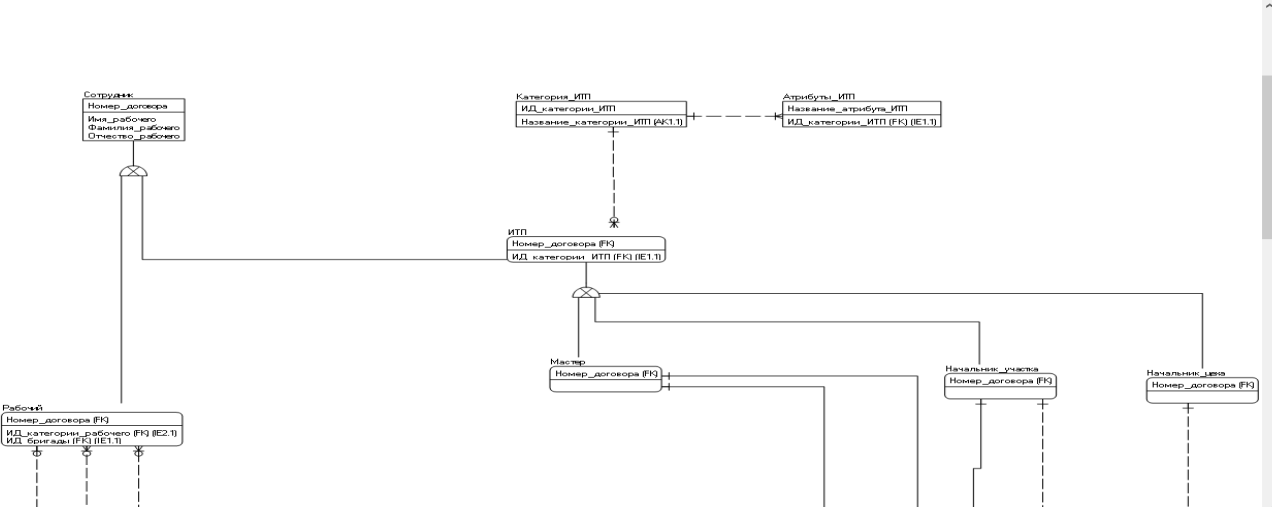 Сотрудник
Номер_договора
Имя_рабочего
Фамилия_рабочего
Отчество_рабочего
Категория_ИТП
ИД_категории_ИТП
Название_категории_ИТП (AK1.1)
Атрибуты_ИТП
Название_атрибута_ИТП
ИД_категории_ИТП (FK) (IE1.1)
ИТП
Номер_договора (FK)
ИД_категории_ИТП (FK) (IE1.1)
Мастер
Номер_договора (FK)
Начальник_участка
Номер_договора (FK)
Начальник_цеха
Номер_договора (FK)
Рабочий
Номер_договора (FK)
ИД_категории_рабочего (FK) (IE2.1)
ИД_бригады (FK) (IE1.1)